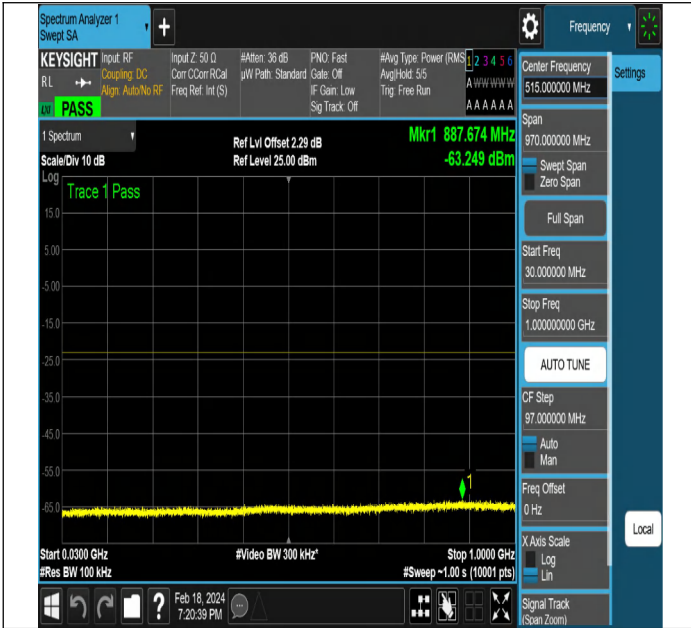 Spectrum Analyzer 1
Swept SA
Frequency
KEYSIGHT
RL
LXI
PASS
Input: RF
Coupling: DC
Align: Auto/No RF
Input Z: 50 Ω
Corr CCorr RCal
Freq Ref: Int (S)
#Atten: 36 dB
µW Path: Standard
PNO: Fast
Gate: Off
IF Gain: Low
Sig Track: Off
#Avg Type: Power (RMS
Avg|Hold: 5/5
Trig: Free Run
1 2 3 4 5 6
A W W W W W
A A A A A A
1 Spectrum
Scale/Div 10 dB
Ref Lvl Offset 2.29 dB
Ref Level 25.00 dBm
Mkr1 887.674 MHz
-63.249 dBm
Log
Trace 1 Pass
15.0
5.00
-5.00
-15.0
-25.0
-35.0
-45.0
-55.0
-65.0
1
Start 0.0300 GHz
#Res BW 100 kHz
#Video BW 300 kHz*
Stop 1.0000 GHz
#Sweep ~1.00 s (10001 pts)
Feb 18, 2024
7:20:39 PM
Center Frequency
515.000000 MHz
Span
970.000000 MHz
Swept Span
Zero Span
Full Span
Start Freq
30.000000 MHz
Stop Freq
1.000000000 GHz
AUTO TUNE
CF Step
97.000000 MHz
Auto
Man
Freq Offset
0 Hz
X Axis Scale
Log
Lin
Signal Track
(Span Zoom)
Settings
Local